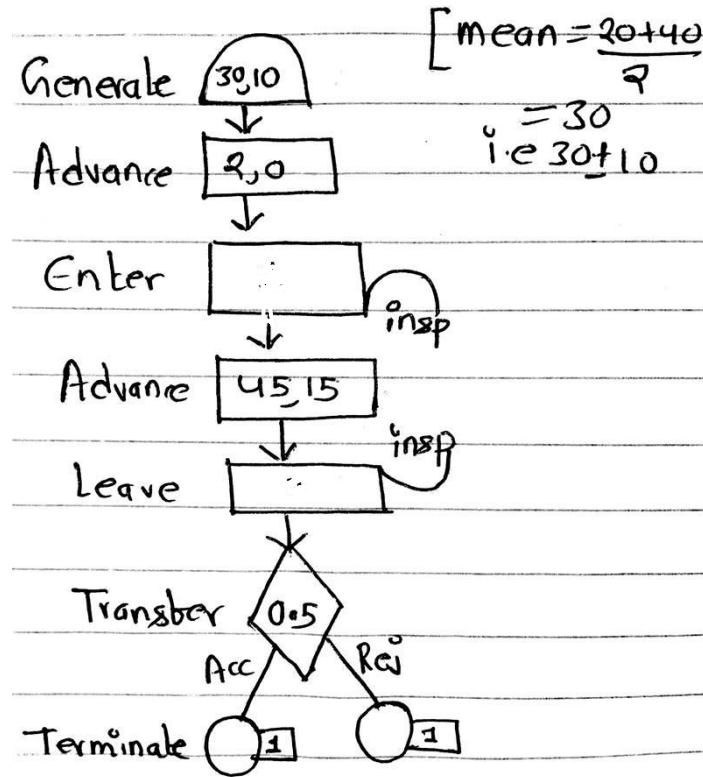 [mean = 20+40
2
= 30
i.e 30±10
Generate 30,10
Advance 2,0
Enter
insp
Advance 45,15
insp
Leave
Transfer 0.5
Acc Rej
Terminate 1 1